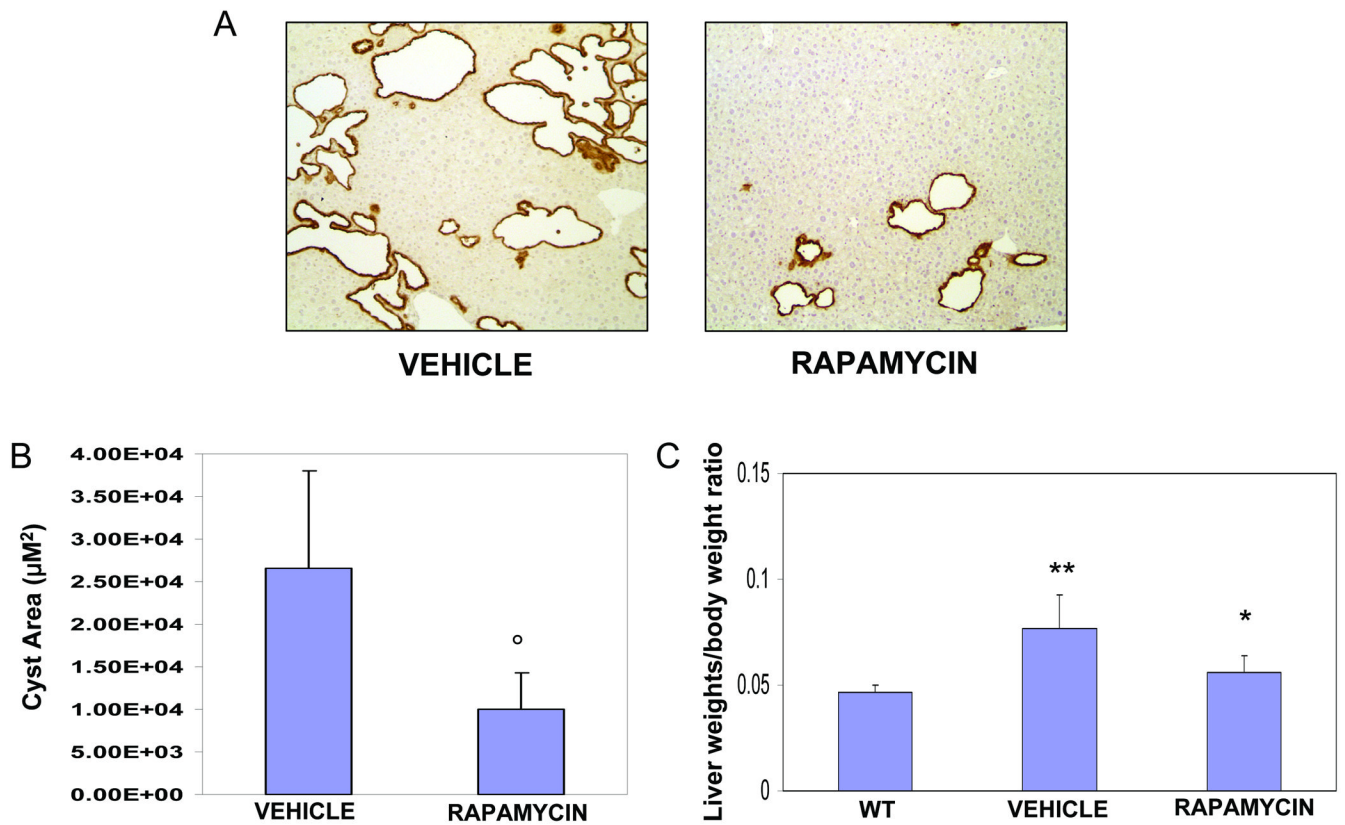 A
VEHICLE
RAPAMYCIN
B
Cyst Area (µM²)
4.00E+04
3.50E+04
3.00E+04
2.50E+04
2.00E+04
1.50E+04
1.00E+04
5.00E+03
0.00E+00
°
VEHICLE
RAPAMYCIN
C
Liver weights/body weight ratio
0.15
0.1
0.05
0
**
*
WT
VEHICLE
RAPAMYCIN